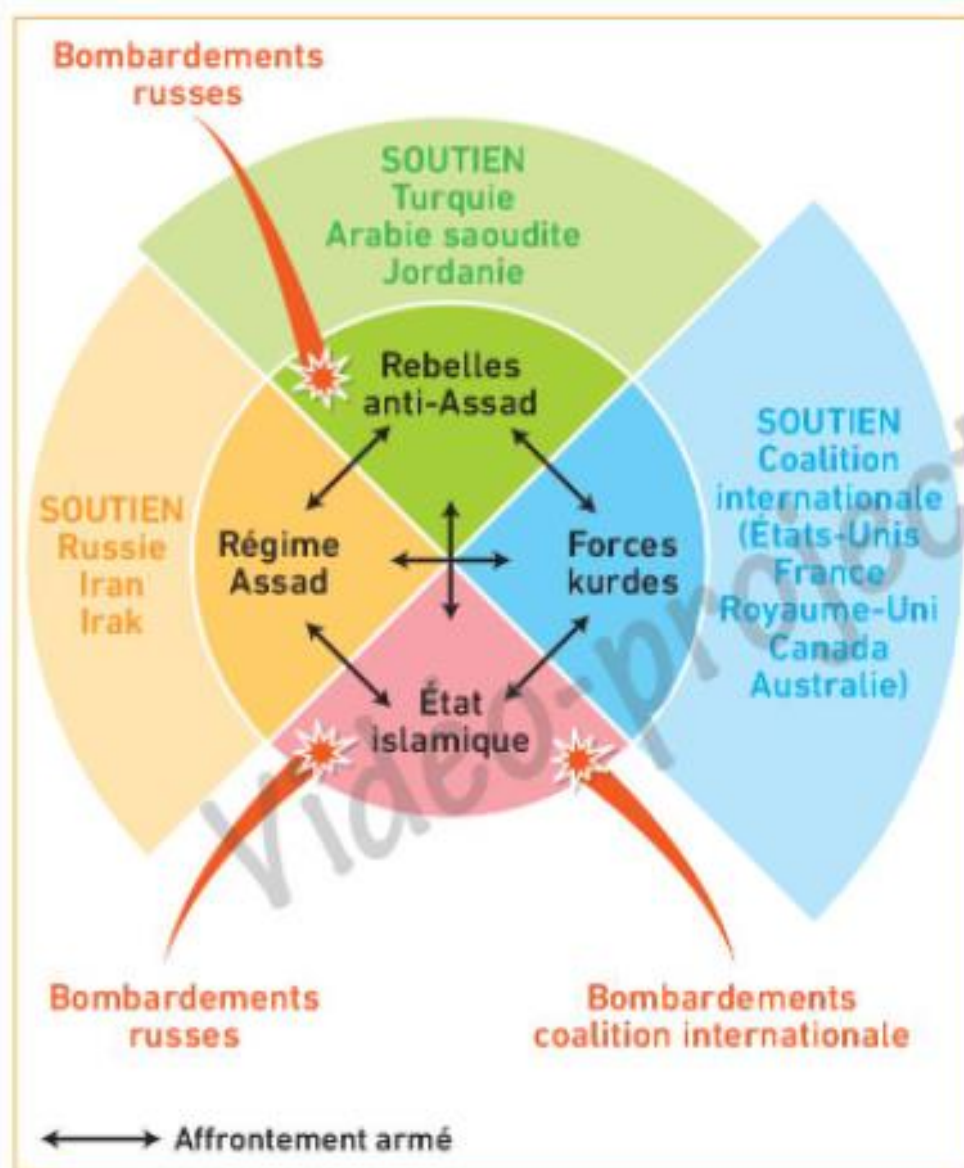 Bombardements
russes
SOUTIEN
Turquie
Arabie saoudite
Jordanie
Rebelles
anti-Assad
SOUTIEN
Russie
Iran
Irak
Régime
Assad
Forces
kurdes
SOUTIEN
Coalition
internationale
(États-Unis
France
Royaume-Uni
Canada
Australie)
État
islamique
Bombardements
russes
Bombardements
coalition internationale
Affrontement armé